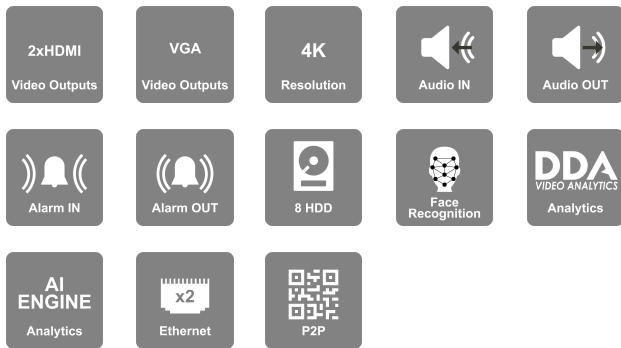 2xHDMI
Video Outputs
VGA
Video Outputs
4K
Resolution
Audio IN
Audio OUT
Alarm IN
Alarm OUT
8 HDD
Face
Recognition
DDA
VIDEO ANALYTICS
Analytics
AI
ENGINE
Analytics
x2
Ethernet
P2P